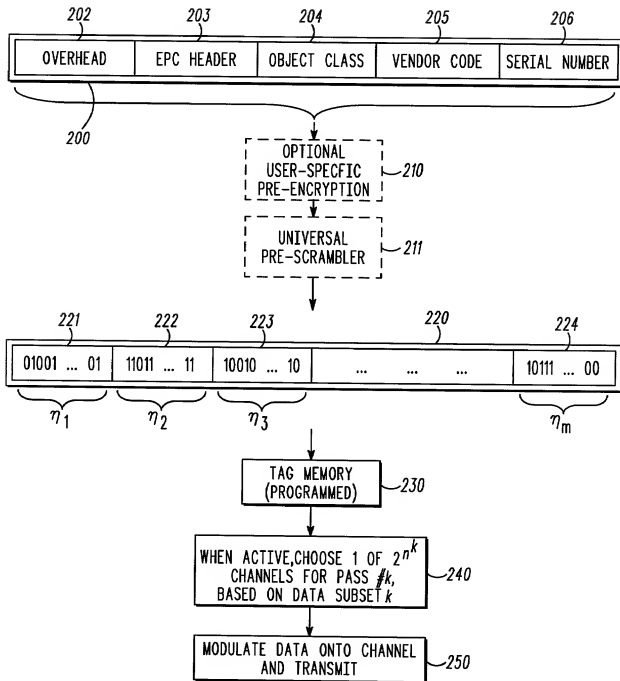 202 203 204 205 206
OVERHEAD EPC HEADER OBJECT CLASS VENDOR CODE SERIAL NUMBER
200
OPTIONAL
USER-SPECFIC
PRE-ENCRYPTION
210
UNIVERSAL
PRE-SCRAMBLER
211
221 222 223 220 224
01001 ... 01 11011 ... 11 10010 ... 10 ... ... ... 10111 ... 00
η1 η2 η3 ηm
TAG MEMORY
(PROGRAMMED)
230
WHEN ACTIVE,CHOOSE 1 OF 2^n^k
CHANNELS FOR PASS #k,
BASED ON DATA SUBSET k
240
MODULATE DATA ONTO CHANNEL
AND TRANSMIT
250